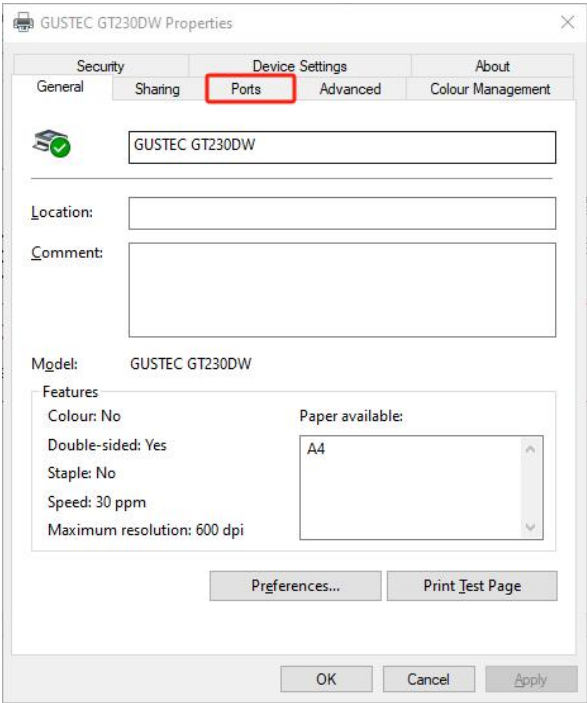 GUSTEC GT230DW Properties
Security Device Settings About
General Sharing Ports Advanced Colour Management
GUSTEC GT230DW
Location:
Comment:
Model: GUSTEC GT230DW
Features
Colour: No Paper available:
Double-sided: Yes A4
Staple: No
Speed: 30 ppm
Maximum resolution: 600 dpi
Preferences... Print Test Page
OK Cancel Apply